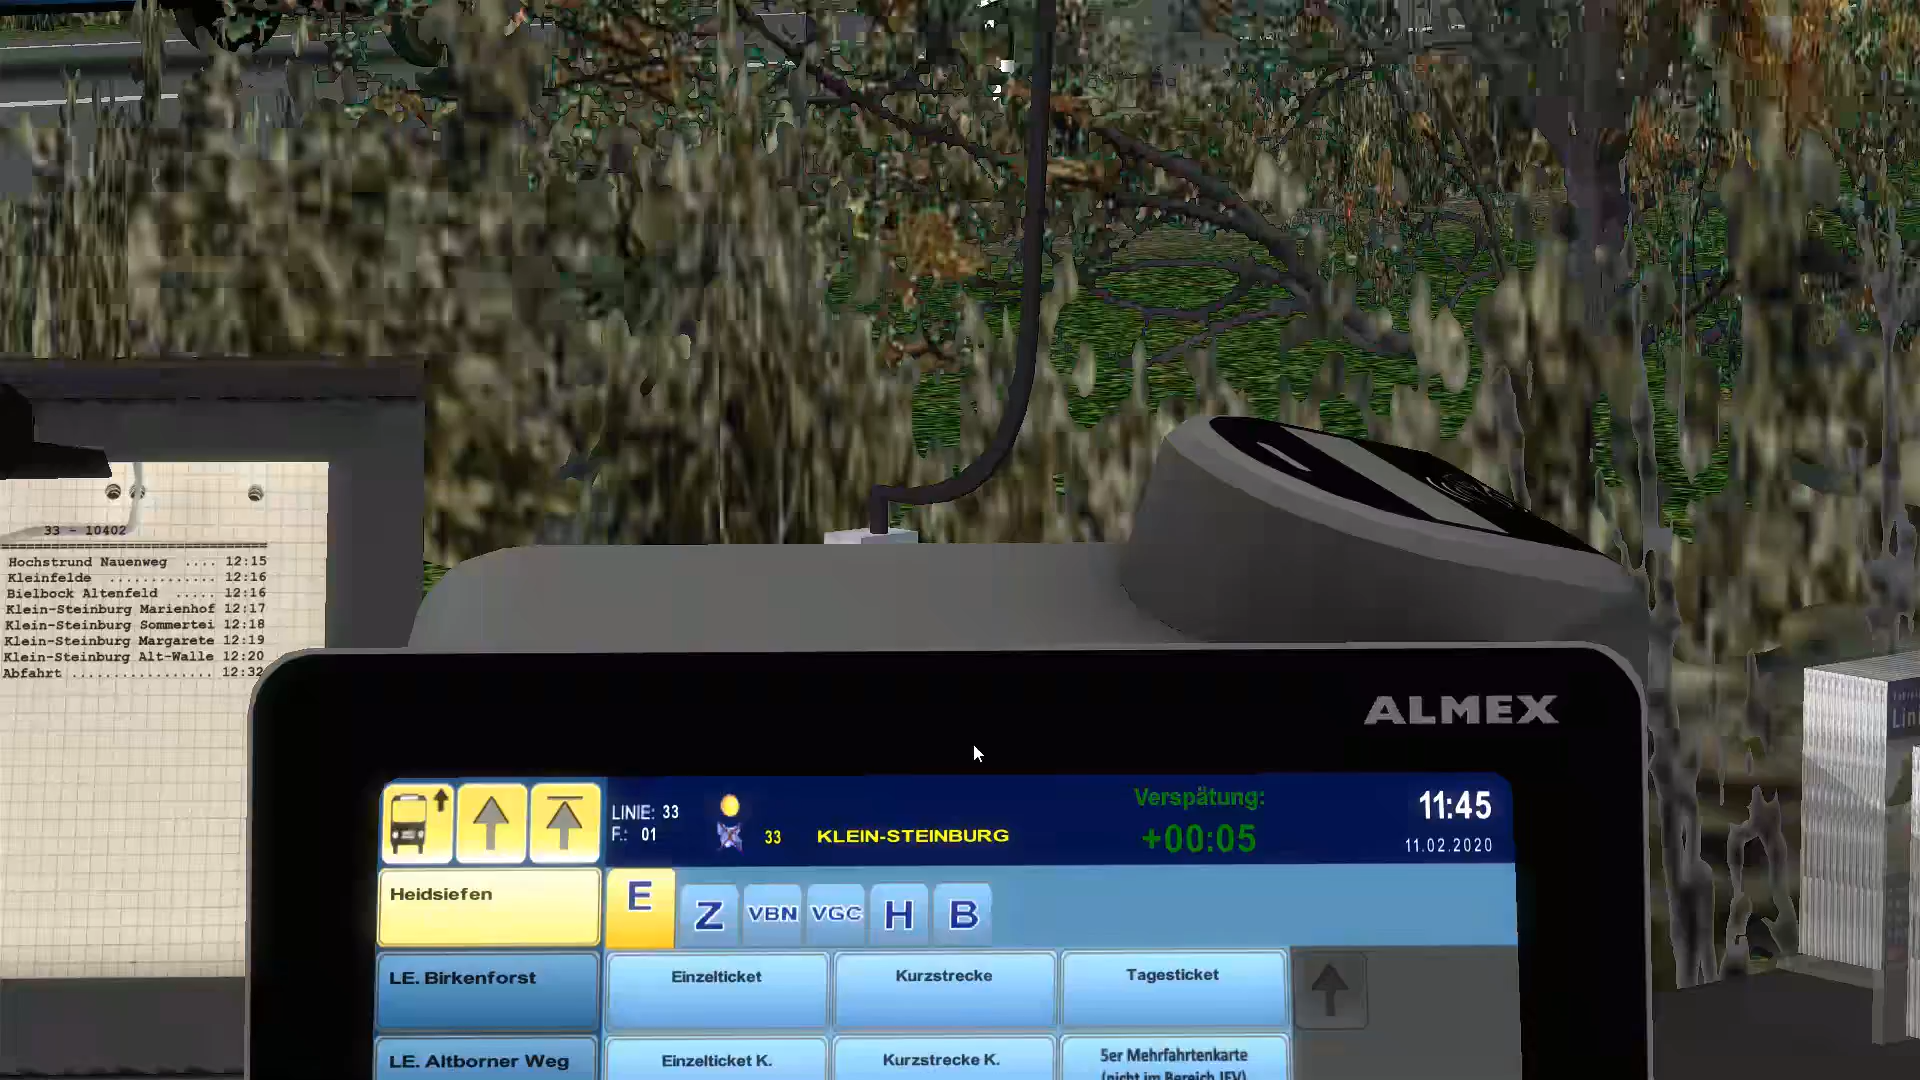 33 - 10402
Hochstrund Nauenweg .... 12:15
Kleinfelde ............. 12:16
Bielbock Altenfeld ..... 12:16
Klein-Steinburg Marienhof 12:17
Klein-Steinburg Sommertei 12:18
Klein-Steinburg Margarete 12:19
Klein-Steinburg Alt-Walle 12:20
Abfahrt ................. 12:32
ALMEX
LINIE: 33
F.: 01
33 KLEIN-STEINBURG
Verspätung:
+00:05
11:45
11.02.2020
Heidsiefen
E Z VBN VGC H B
LE. Birkenforst
Einzelticket
Kurzstrecke
Tagesticket
LE. Altborner Weg
Einzelticket K.
Kurzstrecke K.
5er Mehrfahrtenkarte
(nicht im Bereich